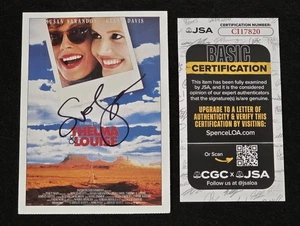 SUSAN SARANDON GEENA DAVIS
THELMA
& LOUISE
JSA
CERTIFICATION NUMBER:
CI17820
BASIC
CERTIFICATION
This item has been fully examined
by JSA, and it is the considered
opinion of our expert authenticators
that the signature(s) is/are genuine.
UPGRADE TO A LETTER OF
AUTHENTICITY & VERIFY THIS
CERTIFICATION BY VISITING:
SpenceLOA.com
Or Scan
CGC x JSA
Follow us at @jsaloa